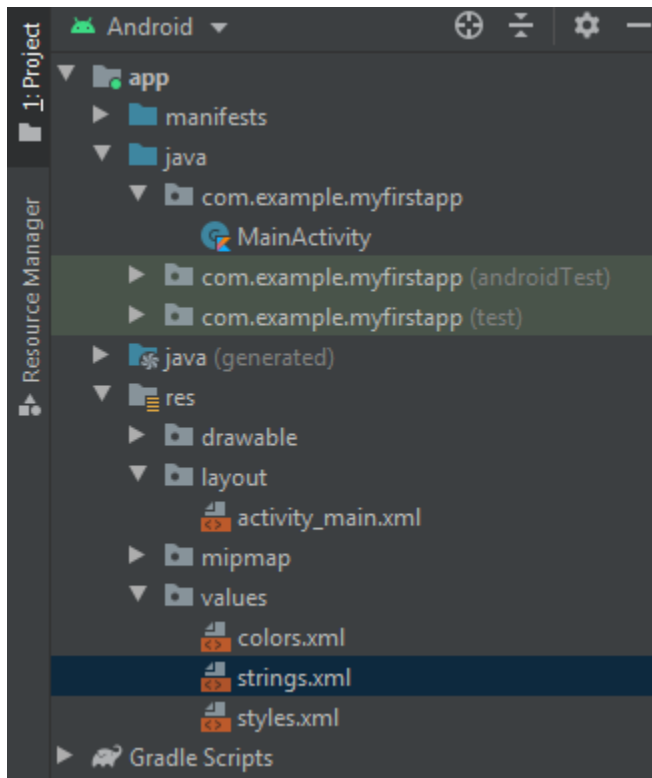 1: Project
Resource Manager
Android
app
manifests
java
com.example.myfirstapp
MainActivity
com.example.myfirstapp (androidTest)
com.example.myfirstapp (test)
java (generated)
res
drawable
layout
activity_main.xml
mipmap
values
colors.xml
strings.xml
styles.xml
Gradle Scripts